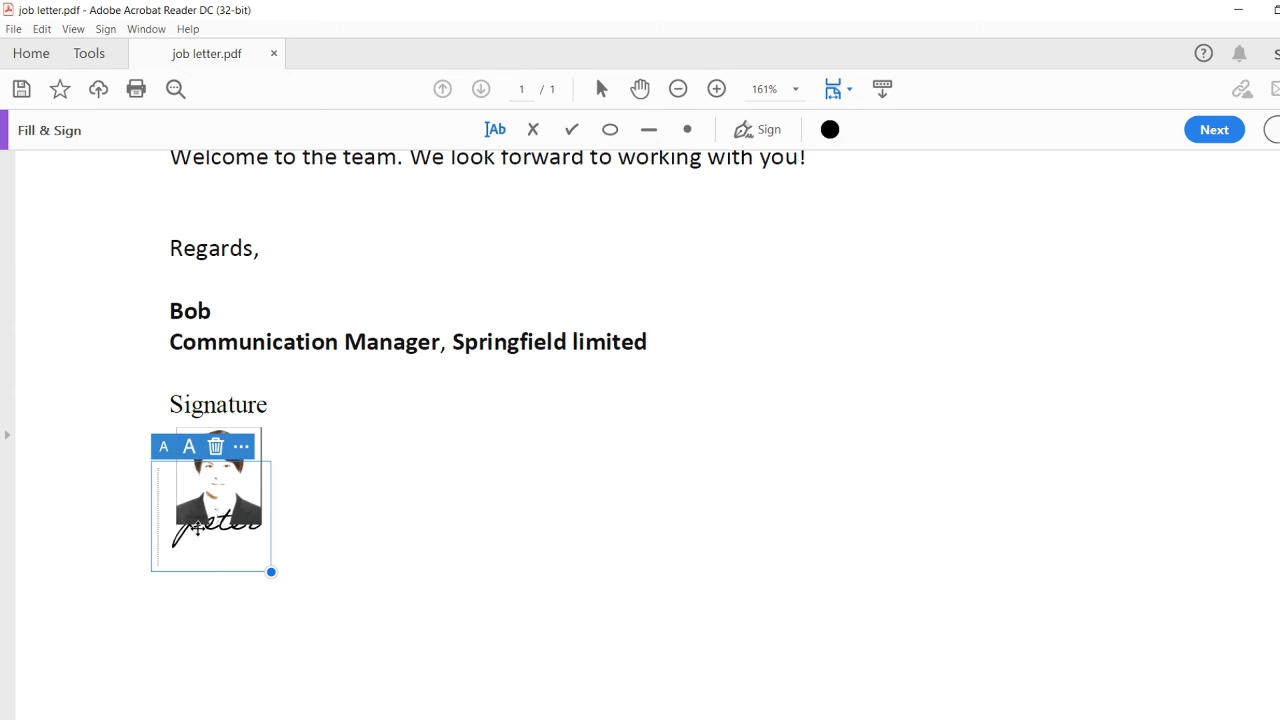 job letter.pdf - Adobe Acrobat Reader DC (32-bit)
File Edit View Sign Window Help
Home Tools job letter.pdf ×
1 / 1 161%
Fill & Sign Ab Sign Next
Welcome to the team. We look forward to working with you!
Regards,
Bob
Communication Manager, Springfield limited
Signature
A A
peter